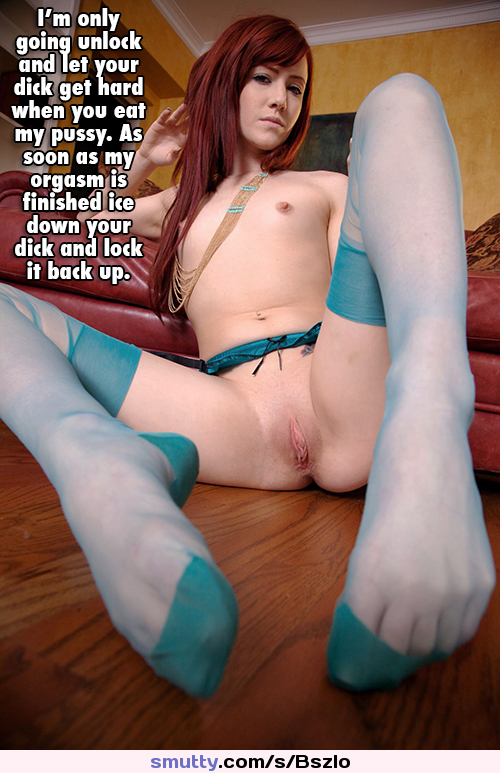 I'm only
going unlock
and let your
dick get hard
when you eat
my pussy. As
soon as my
orgasm is
finished ice
down your
dick and lock
it back up.
smutty.com/s/Bszlo